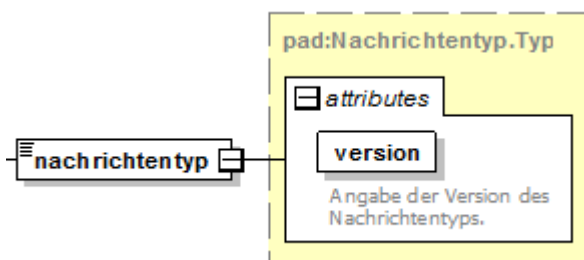 pad:Nachrichtentyp.Typ
attributes
nachrichtentyp
version
Angabe der Version des
Nachrichtentyps.